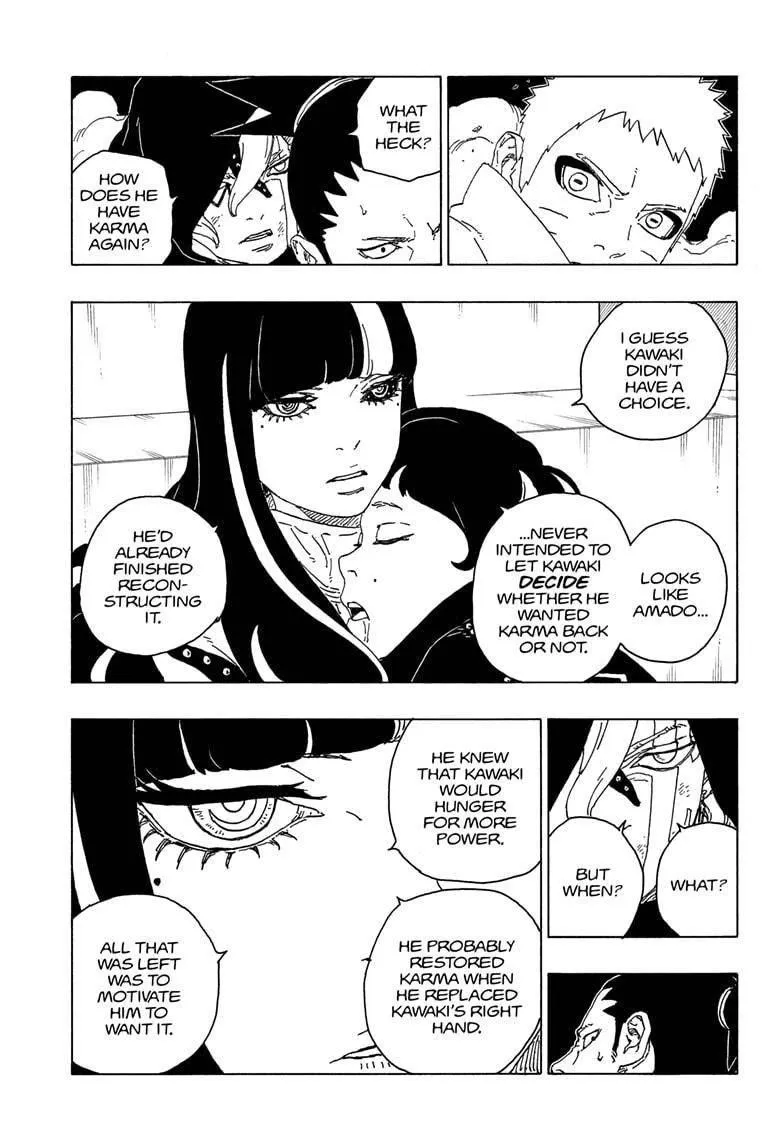 WHAT
THE
HECK?
HOW
DOES HE
HAVE
KARMA
AGAIN?
I GUESS
KAWAKI
DIDN'T
HAVE A
CHOICE.
LOOKS
LIKE
AMADO...
...NEVER
INTENDED TO
LET KAWAKI
DECIDE
WHETHER HE
WANTED
KARMA BACK
OR NOT.
HE'D
ALREADY
FINISHED
RECON-
STRUCTING
IT.
WHAT?
BUT
WHEN?
HE KNEW
THAT KAWAKI
WOULD
HUNGER
FOR MORE
POWER.
HE PROBABLY
RESTORED
KARMA WHEN
HE REPLACED
KAWAKI'S RIGHT
HAND.
ALL THAT
WAS LEFT
WAS TO
MOTIVATE
HIM TO
WANT IT.